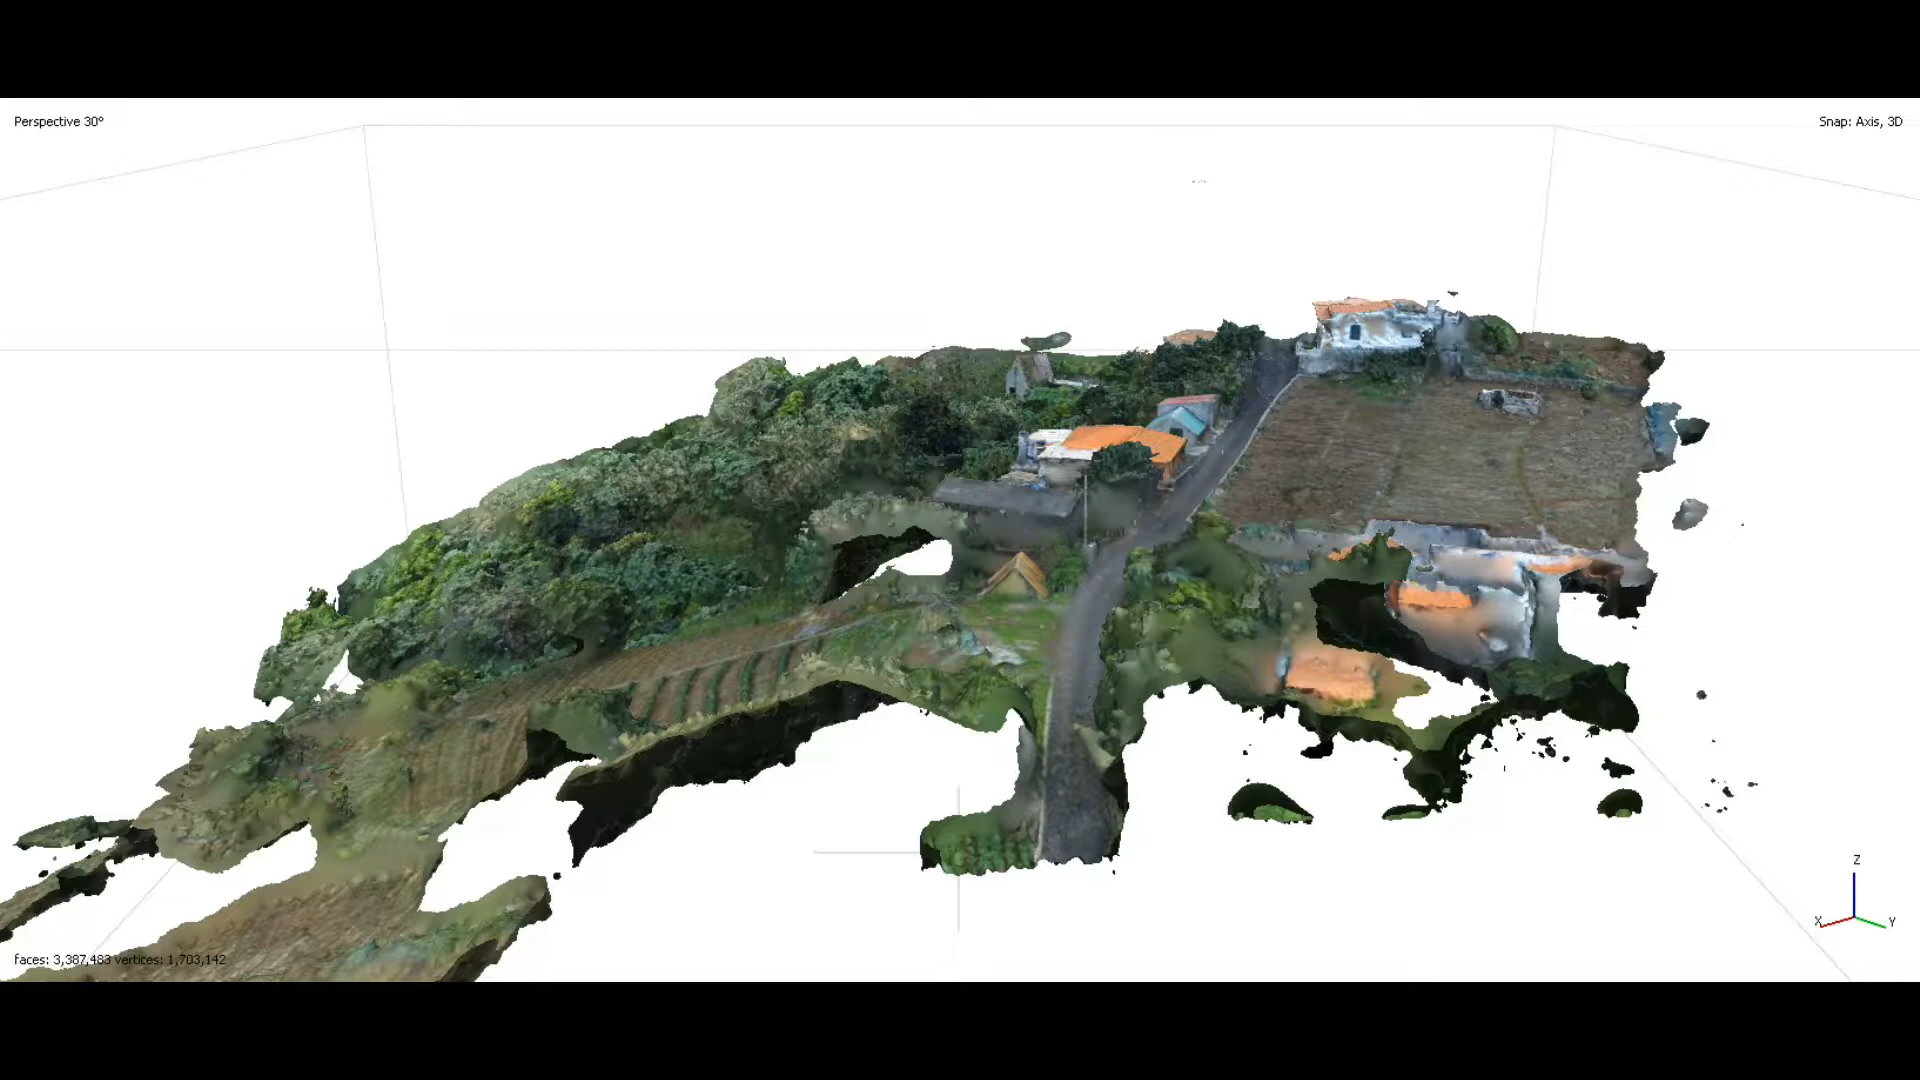 Perspective 30°
Snap: Axis, 3D
Z
X
Y
faces: 3,387,483 vertices: 1,703,142